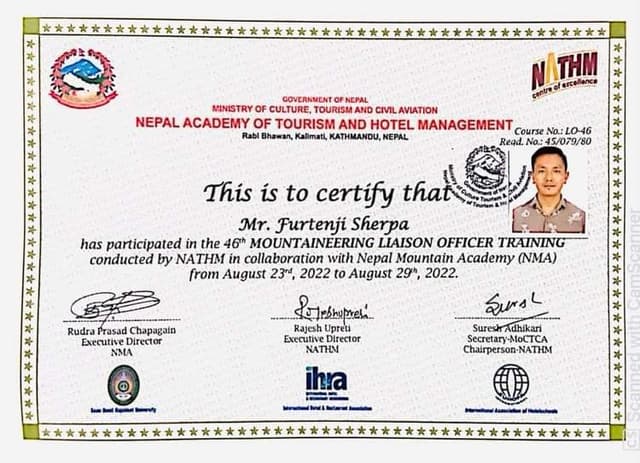 NATHM
centre of excellence
GOVERNMENT OF NEPAL
MINISTRY OF CULTURE, TOURISM AND CIVIL AVIATION
NEPAL ACADEMY OF TOURISM AND HOTEL MANAGEMENT
Rabi Bhawan, Kalimati, KATHMANDU, NEPAL
Course No.: LO-46
Regd. No.: 45/079/80
This is to certify that
Mr. Furtenji Sherpa
has participated in the 46th MOUNTAINEERING LIAISON OFFICER TRAINING
conducted by NATHM in collaboration with Nepal Mountain Academy (NMA)
from August 23rd, 2022 to August 29th, 2022.
Rudra Prasad Chapagain
Executive Director
NMA
Rajesh Upreti
Executive Director
NATHM
Suresh Adhikari
Secretary-MoCTCA
Chairperson-NATHM
ihra
International Hotel & Restaurant Association
International Association of Hotelschools
CS Scanned with CamScanner